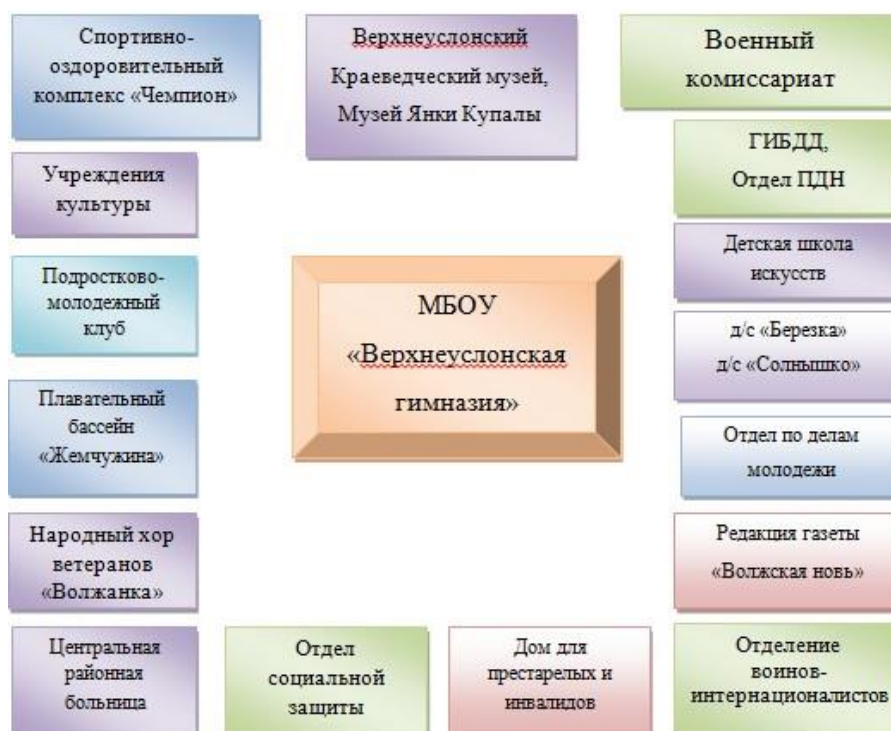 Спортивно-
оздоровительный
комплекс «Чемпион»
Верхнеуслонский
Краеведческий музей,
Музей Янки Купалы
Военный
комиссариат
Учреждения
культуры
ГИБДД,
Отдел ПДН
Подростково-
молодежный
клуб
МБОУ
«Верхнеуслонская
гимназия»
Детская школа
искусств
д/с «Березка»
д/с «Солнышко»
Плавательный
бассейн
«Жемчужина»
Отдел по делам
молодежи
Народный хор
ветеранов
«Волжанка»
Редакция газеты
«Волжская новь»
Центральная
районная
больница
Отдел
социальной
защиты
Дом для
престарелых и
инвалидов
Отделение
воинов-
интернационалистов